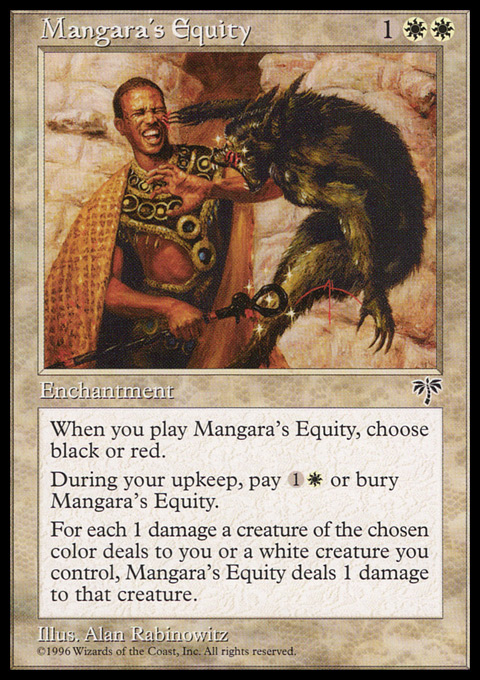 Mangara's Equity 1
Enchantment
When you play Mangara's Equity, choose
black or red.
During your upkeep, pay 1 or bury
Mangara's Equity.
For each 1 damage a creature of the chosen
color deals to you or a white creature you
control, Mangara's Equity deals 1 damage
to that creature.
Illus. Alan Rabinowitz
©1996 Wizards of the Coast, Inc. All rights reserved.